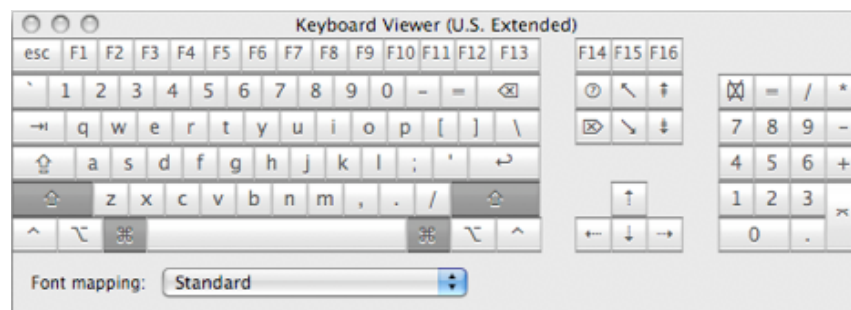 Keyboard Viewer (U.S. Extended)
esc F1 F2 F3 F4 F5 F6 F7 F8 F9 F10 F11 F12 F13 F14 F15 F16
` 1 2 3 4 5 6 7 8 9 0 - = ⌫ ? ↖ ⇞ = / *
⇥ q w e r t y u i o p [ ] \ ⌦ ↘ ⇟ 7 8 9 -
⇪ a s d f g h j k l ; ' ↩ 4 5 6 +
⇧ z x c v b n m , . / ⇧ ↑ 1 2 3 ⌅
^ ⌥ ⌘ ⌘ ⌥ ^ ⇠ ↓ ⇢ 0 .
Font mapping: Standard